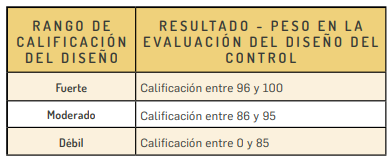 RANGO DE
CALIFICACIÓN
DEL DISEÑO
RESULTADO - PESO EN LA
EVALUACIÓN DEL DISEÑO DEL
CONTROL
Fuerte
Calificación entre 96 y 100
Moderado
Calificación entre 86 y 95
Débil
Calificación entre 0 y 85